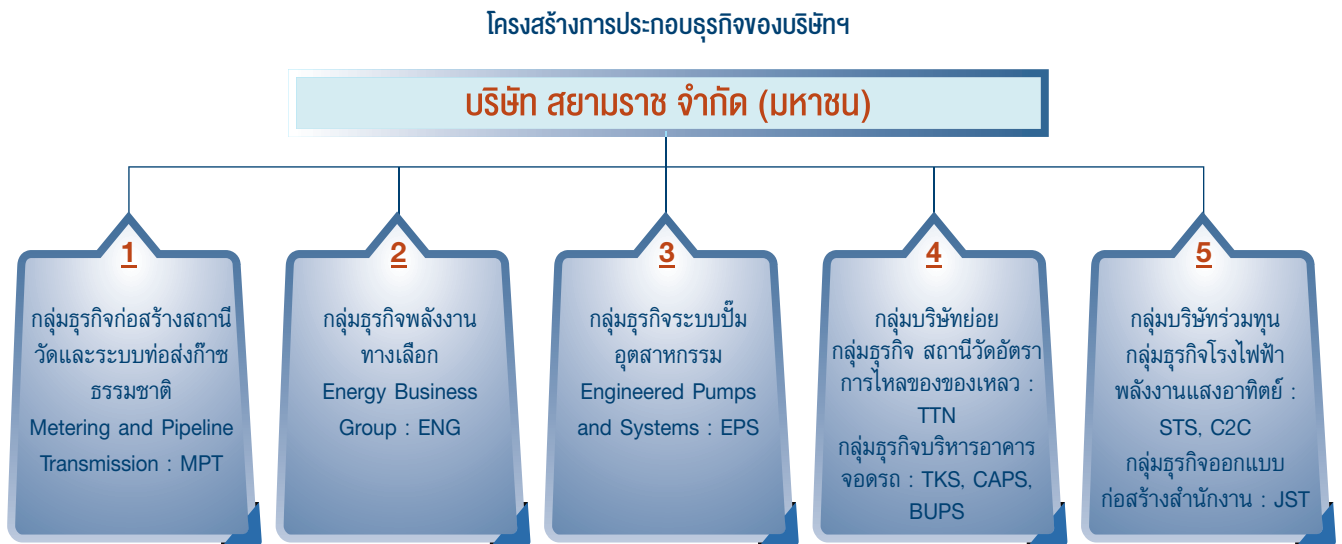 โครงสร้างการประกอบธุรกิจของบริษัทฯ
บริษัท สยามราช จำกัด (มหาชน)
1
กลุ่มธุรกิจก่อสร้างสถานี
วัดและระบบท่อส่งก๊าซ
ธรรมชาติ
Metering and Pipeline
Transmission : MPT
2
กลุ่มธุรกิจพลังงาน
ทางเลือก
Energy Business
Group : ENG
3
กลุ่มธุรกิจระบบปั๊ม
อุตสาหกรรม
Engineered Pumps
and Systems : EPS
4
กลุ่มบริษัทย่อย
กลุ่มธุรกิจ สถานีวัดอัตรา
การไหลของของเหลว :
TTN
กลุ่มธุรกิจบริหารอาคาร
จอดรถ : TKS, CAPS,
BUPS
5
กลุ่มบริษัทร่วมทุน
กลุ่มธุรกิจโรงไฟฟ้า
พลังงานแสงอาทิตย์ :
STS, C2C
กลุ่มธุรกิจออกแบบ
ก่อสร้างสำนักงาน : JST